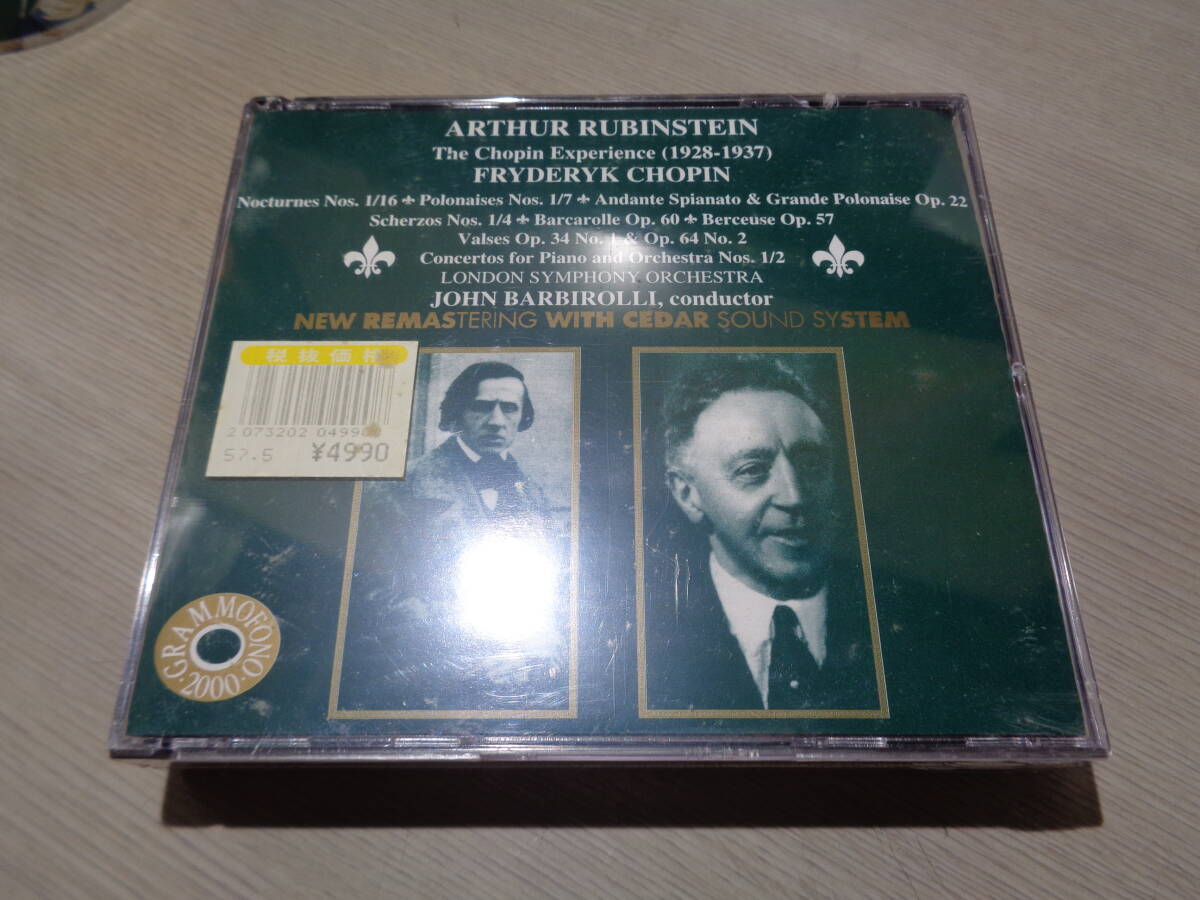 ARTHUR RUBINSTEIN
The Chopin Experience (1928-1937)
FRYDERYK CHOPIN
Nocturnes Nos. 1/16 ⚜ Polonaises Nos. 1/7 ⚜ Andante Spianato & Grande Polonaise Op. 22
Scherzos Nos. 1/4 ⚜ Barcarolle Op. 60 ⚜ Berceuse Op. 57
Valses Op. 34 No. 1 & Op. 64 No. 2
Concertos for Piano and Orchestra Nos. 1/2
LONDON SYMPHONY ORCHESTRA
JOHN BARBIROLLI, conductor
NEW REMASTERING WITH CEDAR SOUND SYSTEM
税抜価格
2 073202 04990
57.5 ¥4990
GRAMMOFONO
·2000·